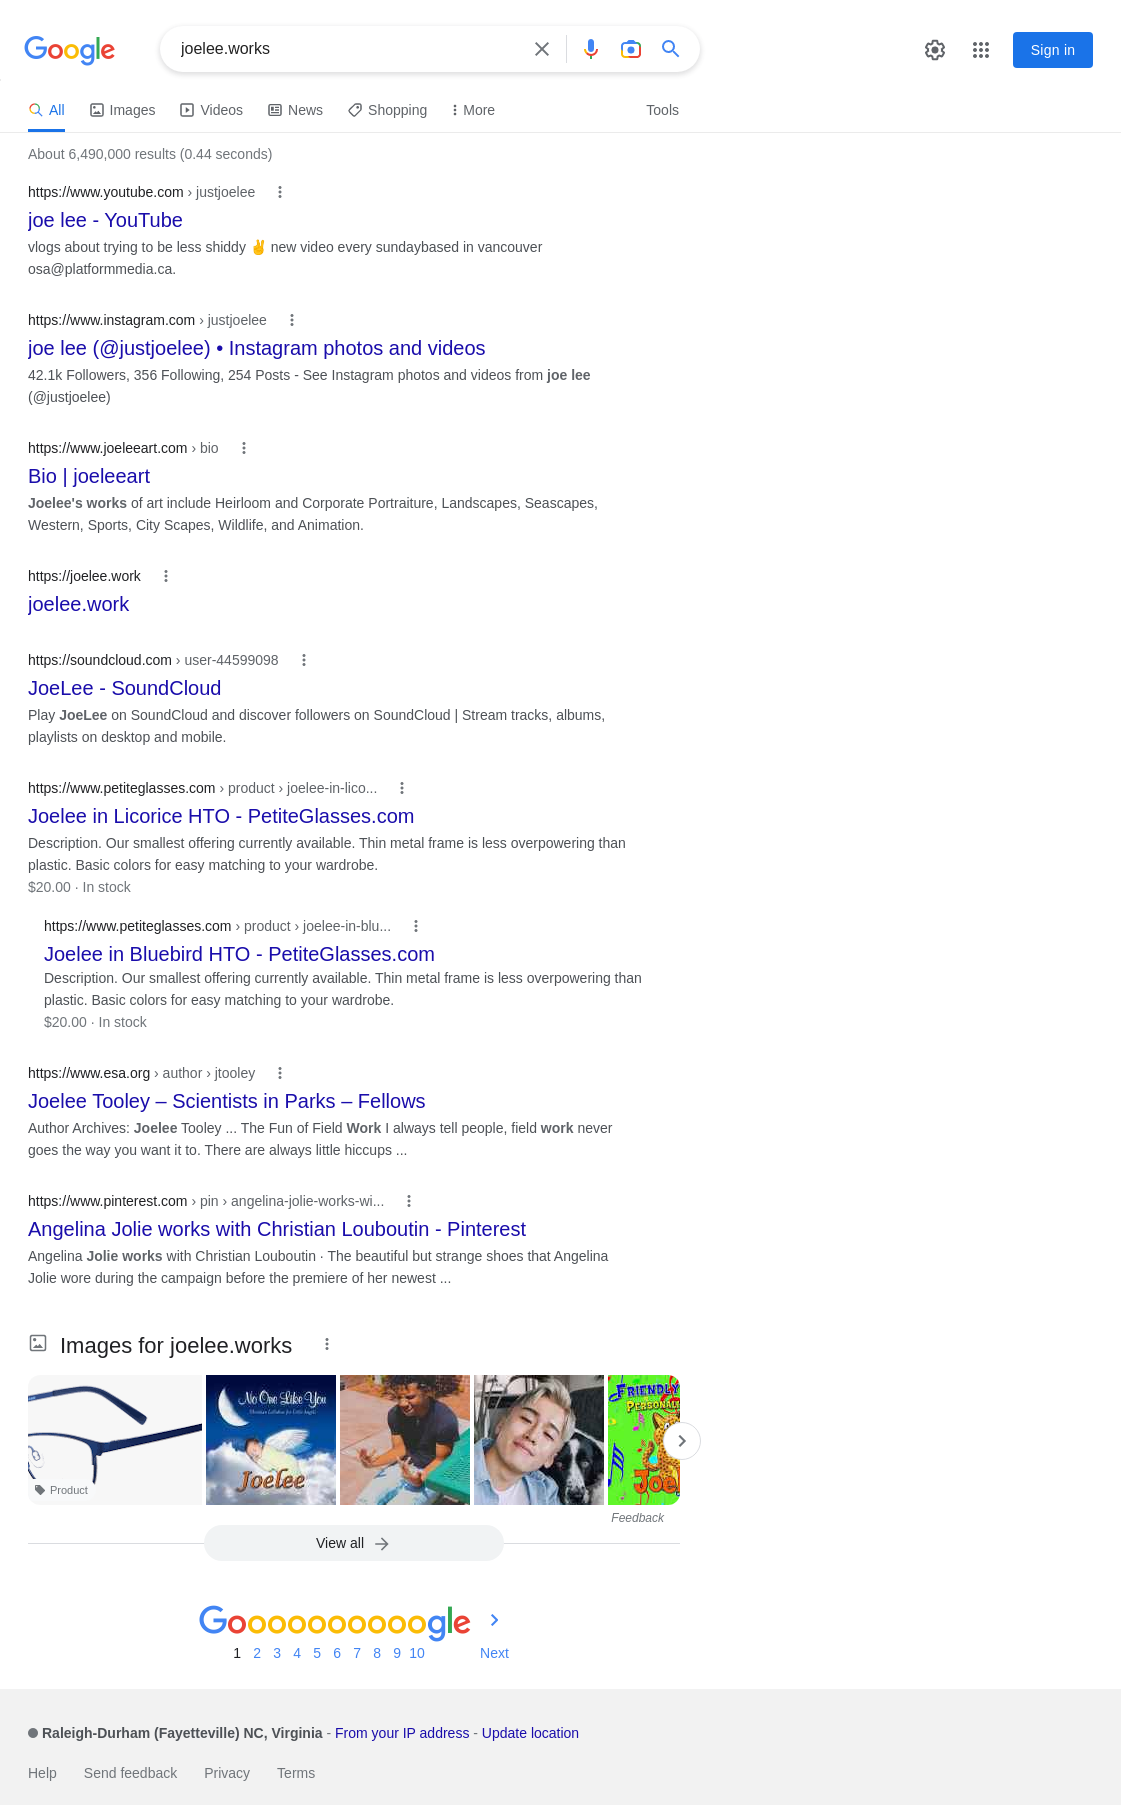 Google
joelee.works
Sign in
All
Images
Videos
News
Shopping
More
Tools
About 6,490,000 results (0.44 seconds)
https://www.youtube.com › justjoelee
joe lee - YouTube
vlogs about trying to be less shiddy ✌️ new video every sundaybased in vancouver
osa@platformmedia.ca.
https://www.instagram.com › justjoelee
joe lee (@justjoelee) • Instagram photos and videos
42.1k Followers, 356 Following, 254 Posts - See Instagram photos and videos from joe lee
(@justjoelee)
https://www.joeleeart.com › bio
Bio | joeleeart
Joelee's works of art include Heirloom and Corporate Portraiture, Landscapes, Seascapes,
Western, Sports, City Scapes, Wildlife, and Animation.
https://joelee.work
joelee.work
https://soundcloud.com › user-44599098
JoeLee - SoundCloud
Play JoeLee on SoundCloud and discover followers on SoundCloud | Stream tracks, albums,
playlists on desktop and mobile.
https://www.petiteglasses.com › product › joelee-in-lico...
Joelee in Licorice HTO - PetiteGlasses.com
Description. Our smallest offering currently available. Thin metal frame is less overpowering than
plastic. Basic colors for easy matching to your wardrobe.
$20.00 · In stock
https://www.petiteglasses.com › product › joelee-in-blu...
Joelee in Bluebird HTO - PetiteGlasses.com
Description. Our smallest offering currently available. Thin metal frame is less overpowering than
plastic. Basic colors for easy matching to your wardrobe.
$20.00 · In stock
https://www.esa.org › author › jtooley
Joelee Tooley – Scientists in Parks – Fellows
Author Archives: Joelee Tooley ... The Fun of Field Work I always tell people, field work never
goes the way you want it to. There are always little hiccups ...
https://www.pinterest.com › pin › angelina-jolie-works-wi...
Angelina Jolie works with Christian Louboutin - Pinterest
Angelina Jolie works with Christian Louboutin · The beautiful but strange shoes that Angelina
Jolie wore during the campaign before the premiere of her newest ...
Images for joelee.works
No One Like You
Joelee
FRIENDLY
PERSONAL
Joe
Product
Feedback
View all
Goooooooooogle
1 2 3 4 5 6 7 8 9 10 Next
Raleigh-Durham (Fayetteville) NC, Virginia - From your IP address - Update location
Help Send feedback Privacy Terms